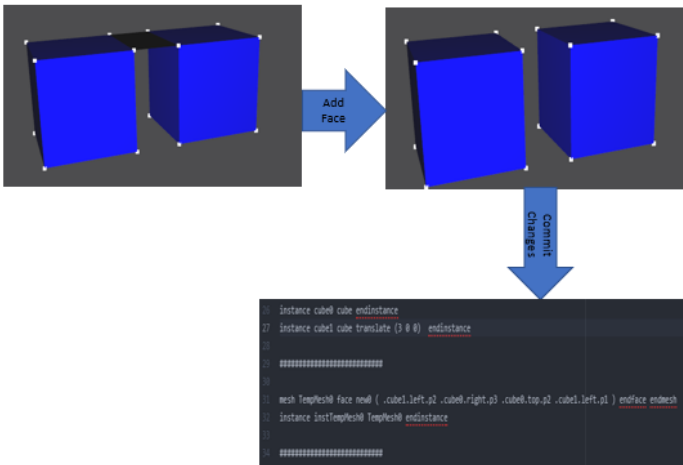 Add
Face
Commit
Changes
26 instance cube0 cube endinstance
27 instance cube1 cube translate (3 0 0) endinstance
28
29 ##########################
30
31 mesh TempMesh0 face new0 ( .cube1.left.p2 .cube0.right.p3 .cube0.top.p2 .cube1.left.p1 ) endface endmesh
32 instance instTempMesh0 TempMesh0 endinstance
33
34 ##########################